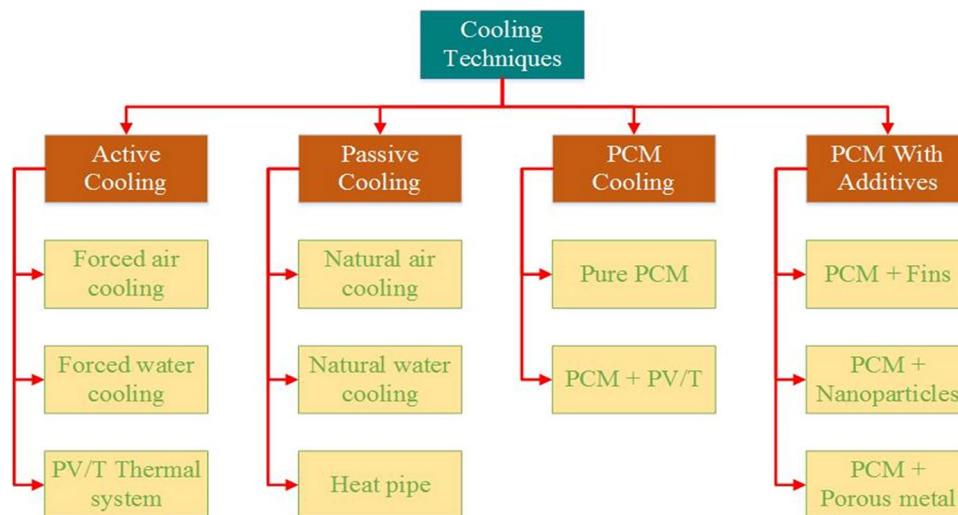 Cooling
Techniques
Active
Cooling
Passive
Cooling
PCM
Cooling
PCM With
Additives
Forced air
cooling
Natural air
cooling
Pure PCM
PCM + Fins
Forced water
cooling
Natural water
cooling
PCM + PV/T
PCM +
Nanoparticles
PV/T Thermal
system
Heat pipe
PCM +
Porous metal